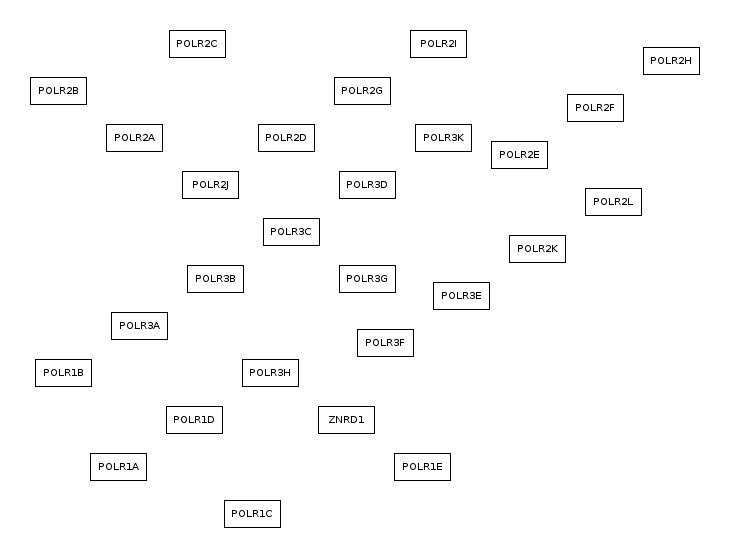 POLR2C
POLR2I
POLR2H
POLR2B
POLR2G
POLR2F
POLR2A
POLR2D
POLR3K
POLR2E
POLR2J
POLR3D
POLR2L
POLR3C
POLR2K
POLR3B
POLR3G
POLR3E
POLR3A
POLR3F
POLR1B
POLR3H
POLR1D
ZNRD1
POLR1A
POLR1E
POLR1C